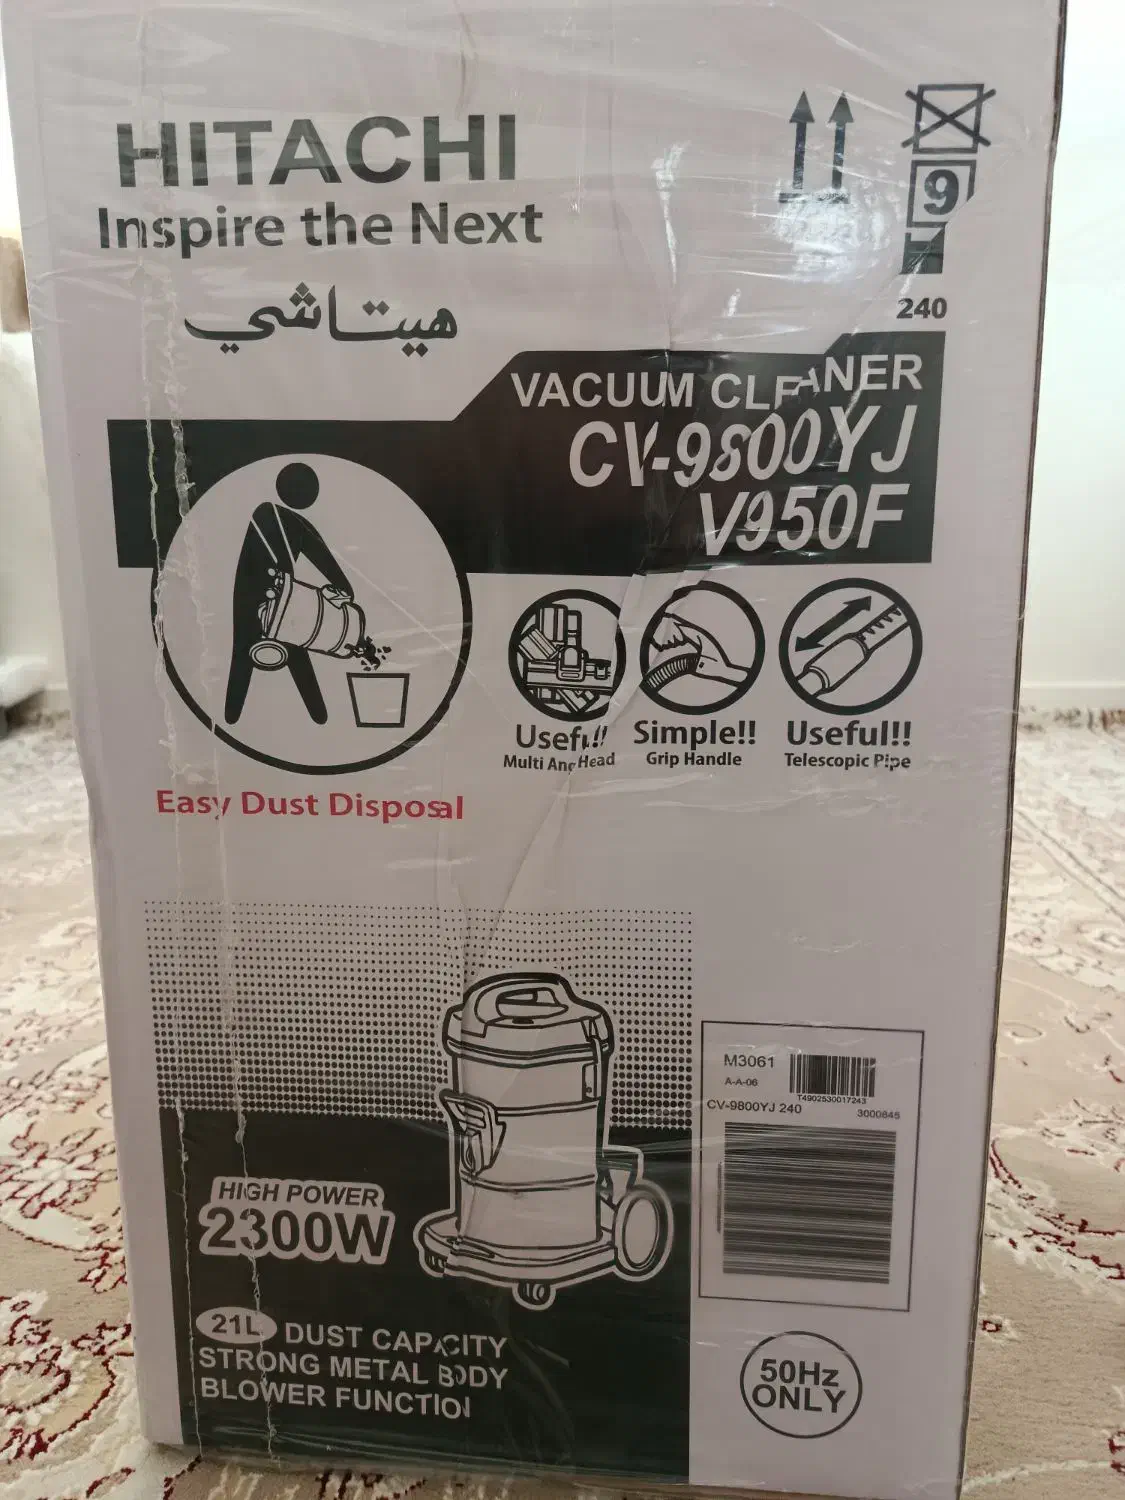 HITACHI
Inspire the Next
هيتاشي
9
240
VACUUM CLEANER
CV-9800YJ
V950F
Useful!!
Multi Ang Head
Simple!!
Grip Handle
Useful!!
Telescopic Pipe
Easy Dust Disposal
M3061
A-A-06
T4902530017243
CV-9800YJ 240
3000845
HIGH POWER
2300W
21L DUST CAPACITY
STRONG METAL BODY
BLOWER FUNCTION
50Hz
ONLY